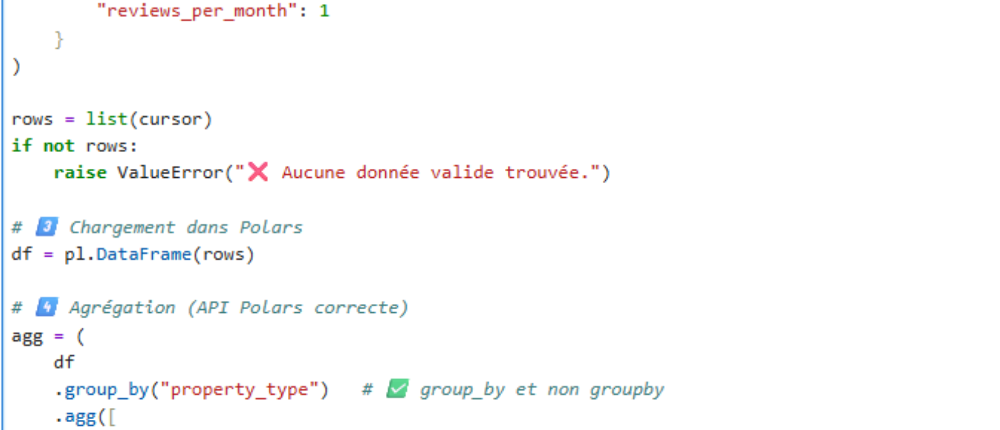 "reviews_per_month": 1
}
)
rows = list(cursor)
if not rows:
raise ValueError("❌ Aucune donnée valide trouvée.")
# 3️⃣ Chargement dans Polars
df = pl.DataFrame(rows)
# 4️⃣ Agrégation (API Polars correcte)
agg = (
df
.group_by("property_type")   # ✅ group_by et non groupby
.agg([